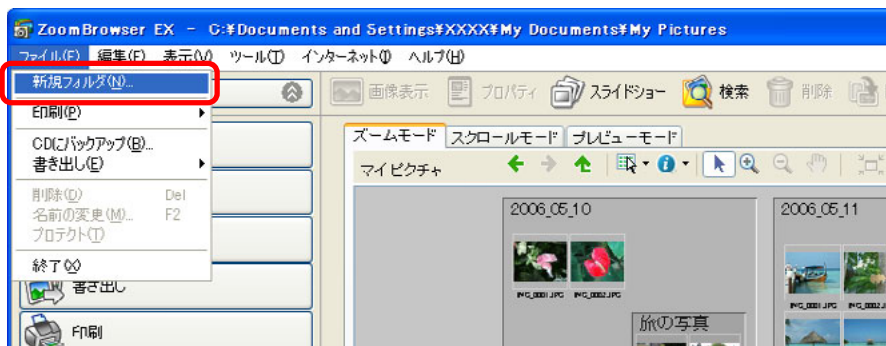 ZoomBrowser EX - C:¥Documents and Settings¥XXXX¥My Documents¥My Pictures
ファイル(F) 編集(E) 表示(V) ツール(T) インターネット(I) ヘルプ(H)
新規フォルダ(N)...
印刷(P)
CDにバックアップ(B)...
書き出し(E)
削除(D) Del
名前の変更(M)... F2
プロテクト(T)
終了(X)
書き出し
印刷
画像表示 プロパティ スライドショー 検索 削除
ズームモード スクロールモード プレビューモード
マイ ピクチャ
2006_05_10 2006_05_11
IMG_0001.JPG IMG_0002.JPG IMG_0001.JPG
旅の写真